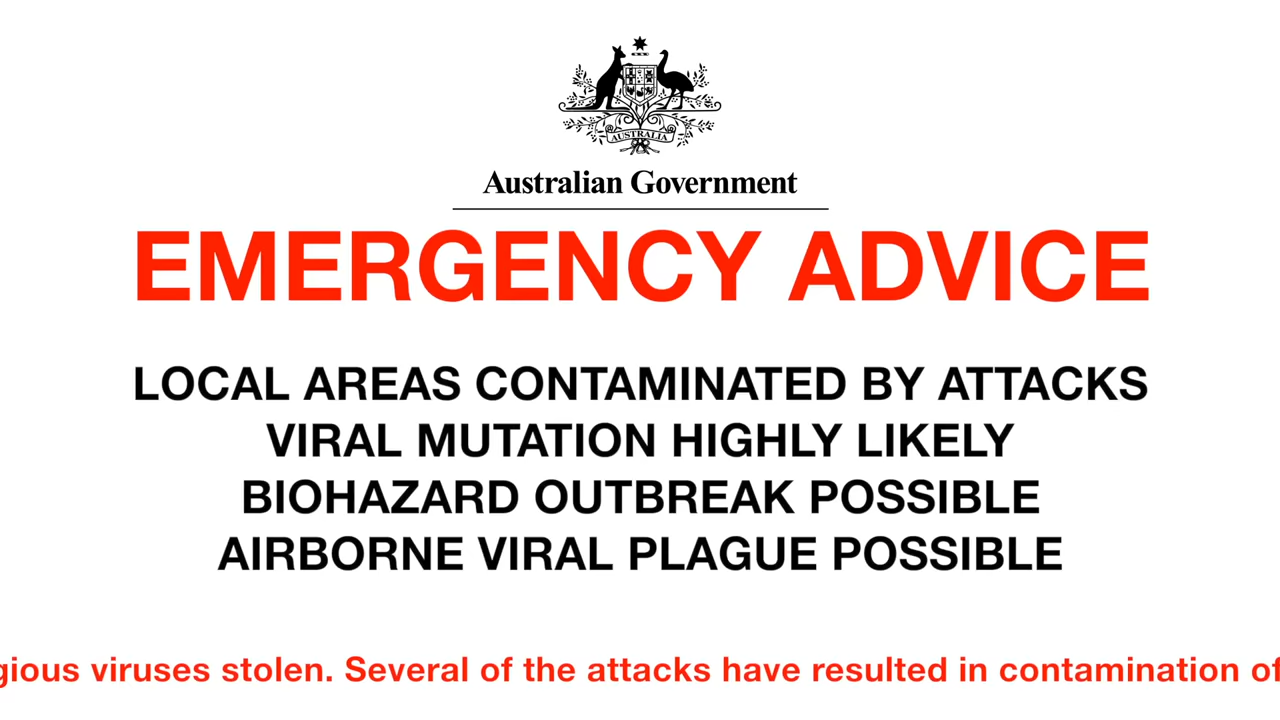 AUSTRALIA
Australian Government
EMERGENCY ADVICE
LOCAL AREAS CONTAMINATED BY ATTACKS
VIRAL MUTATION HIGHLY LIKELY
BIOHAZARD OUTBREAK POSSIBLE
AIRBORNE VIRAL PLAGUE POSSIBLE
gious viruses stolen. Several of the attacks have resulted in contamination of